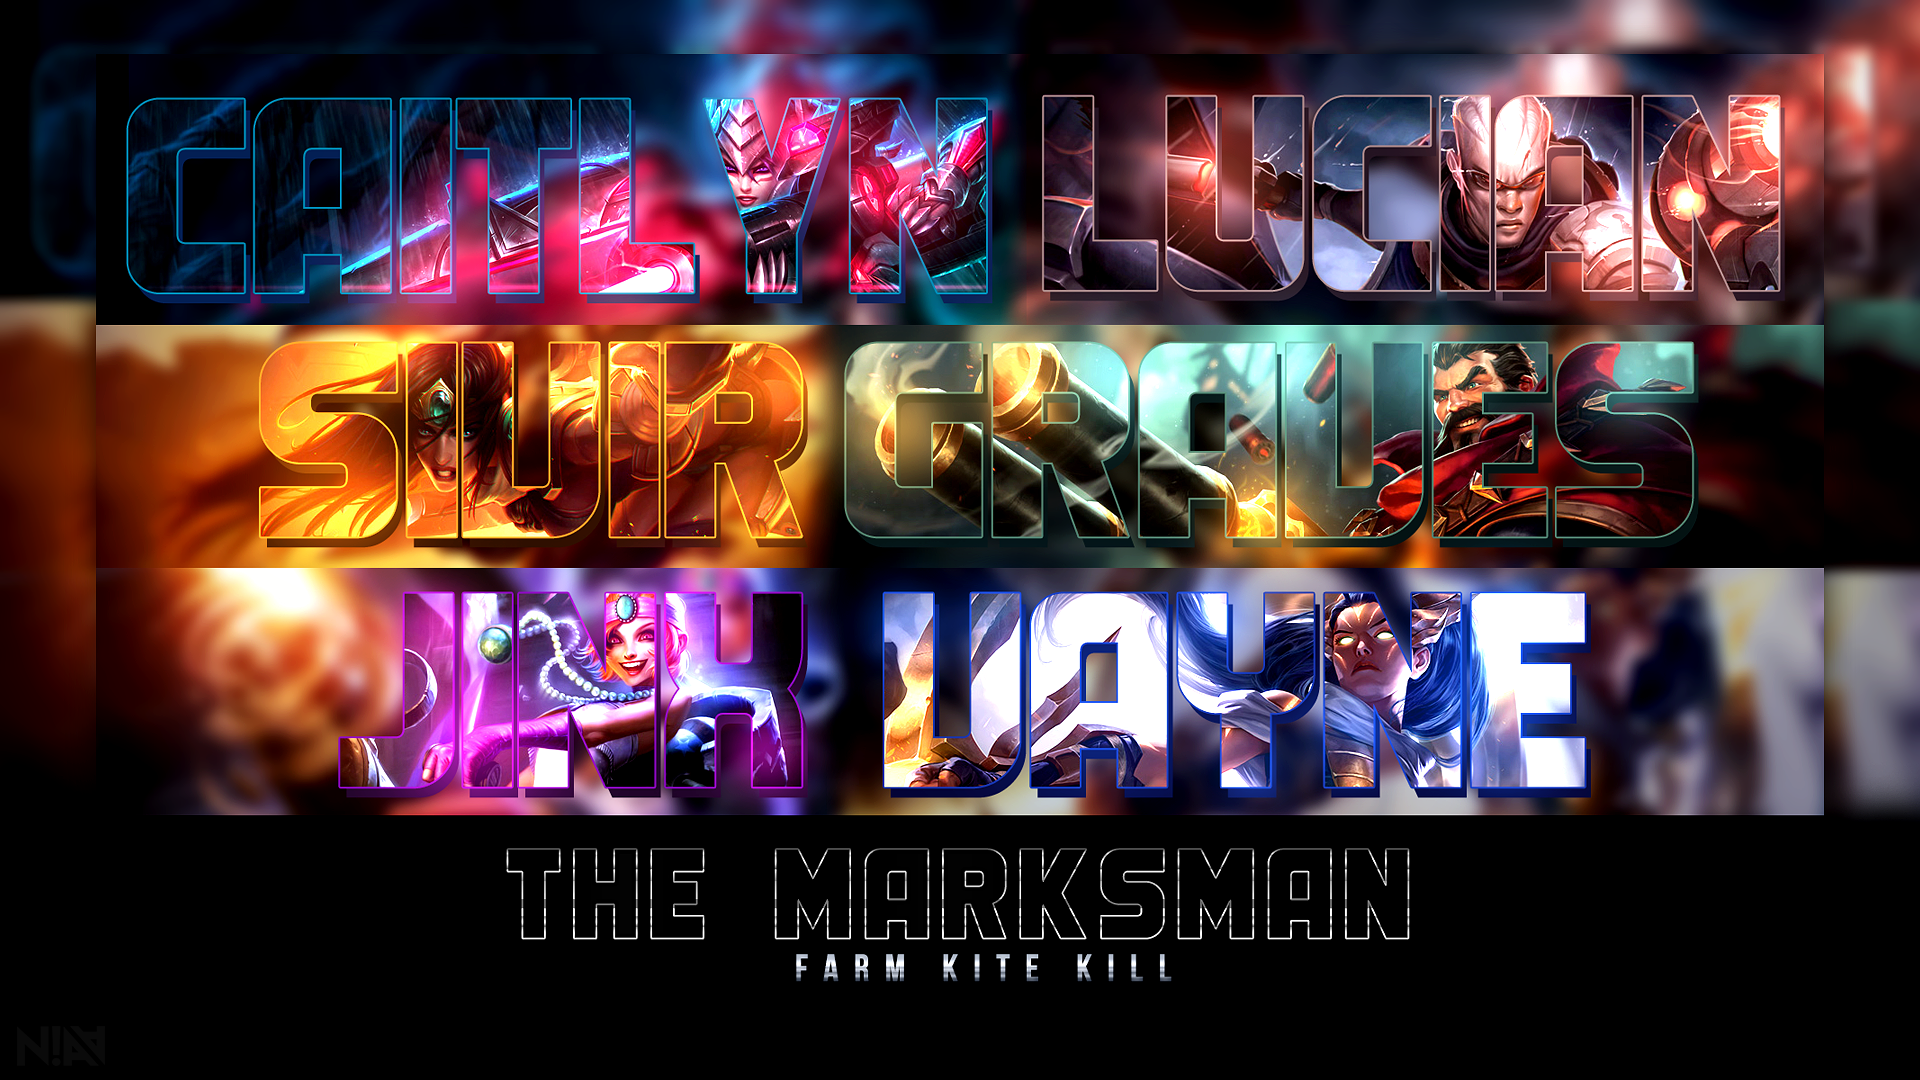 CAITLYN LUCIAN
SIVIR GRAVES
JINX VAYNE
THE MARKSMAN
FARM KITE KILL